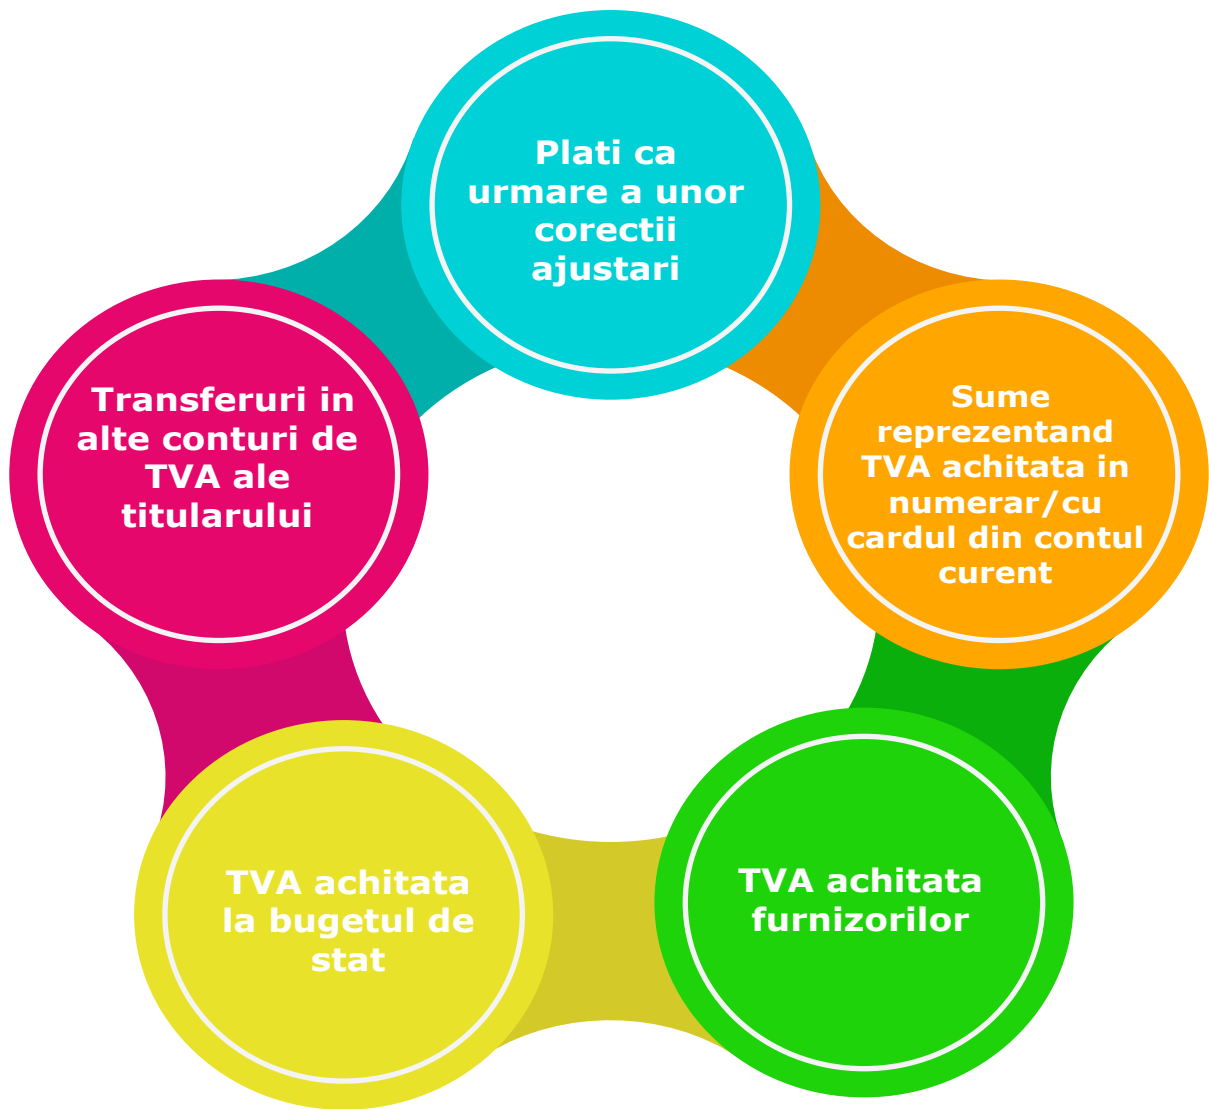 Plati ca
urmare a unor
corectii
ajustari
Transferuri in
alte conturi de
TVA ale
titularului
Sume
reprezentand
TVA achitata in
numerar/cu
cardul din contul
curent
TVA achitata
la bugetul de
stat
TVA achitata
furnizorilor